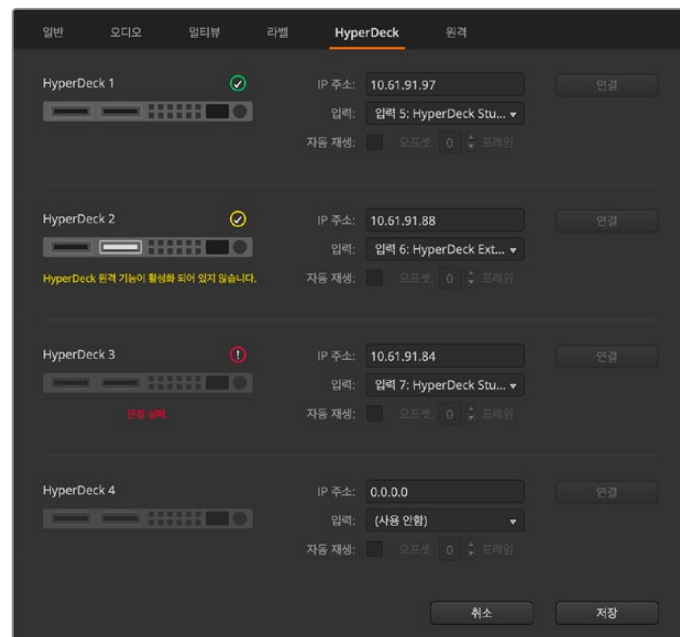 일반 오디오 멀티뷰 라벨 HyperDeck 원격
HyperDeck 1
IP 주소: 10.61.91.97 연결
입력: 입력 5: HyperDeck Stu...
자동 재생: 오프셋: 0 프레임
HyperDeck 2
IP 주소: 10.61.91.88 연결
입력: 입력 6: HyperDeck Ext...
HyperDeck 원격 기능이 활성화 되어 있지 않습니다.
자동 재생: 오프셋: 0 프레임
HyperDeck 3
IP 주소: 10.61.91.84 연결
입력: 입력 7: HyperDeck Stu...
연결 실패.
자동 재생: 오프셋: 0 프레임
HyperDeck 4
IP 주소: 0.0.0.0 연결
입력: (사용 안함)
자동 재생: 오프셋: 0 프레임
취소 저장